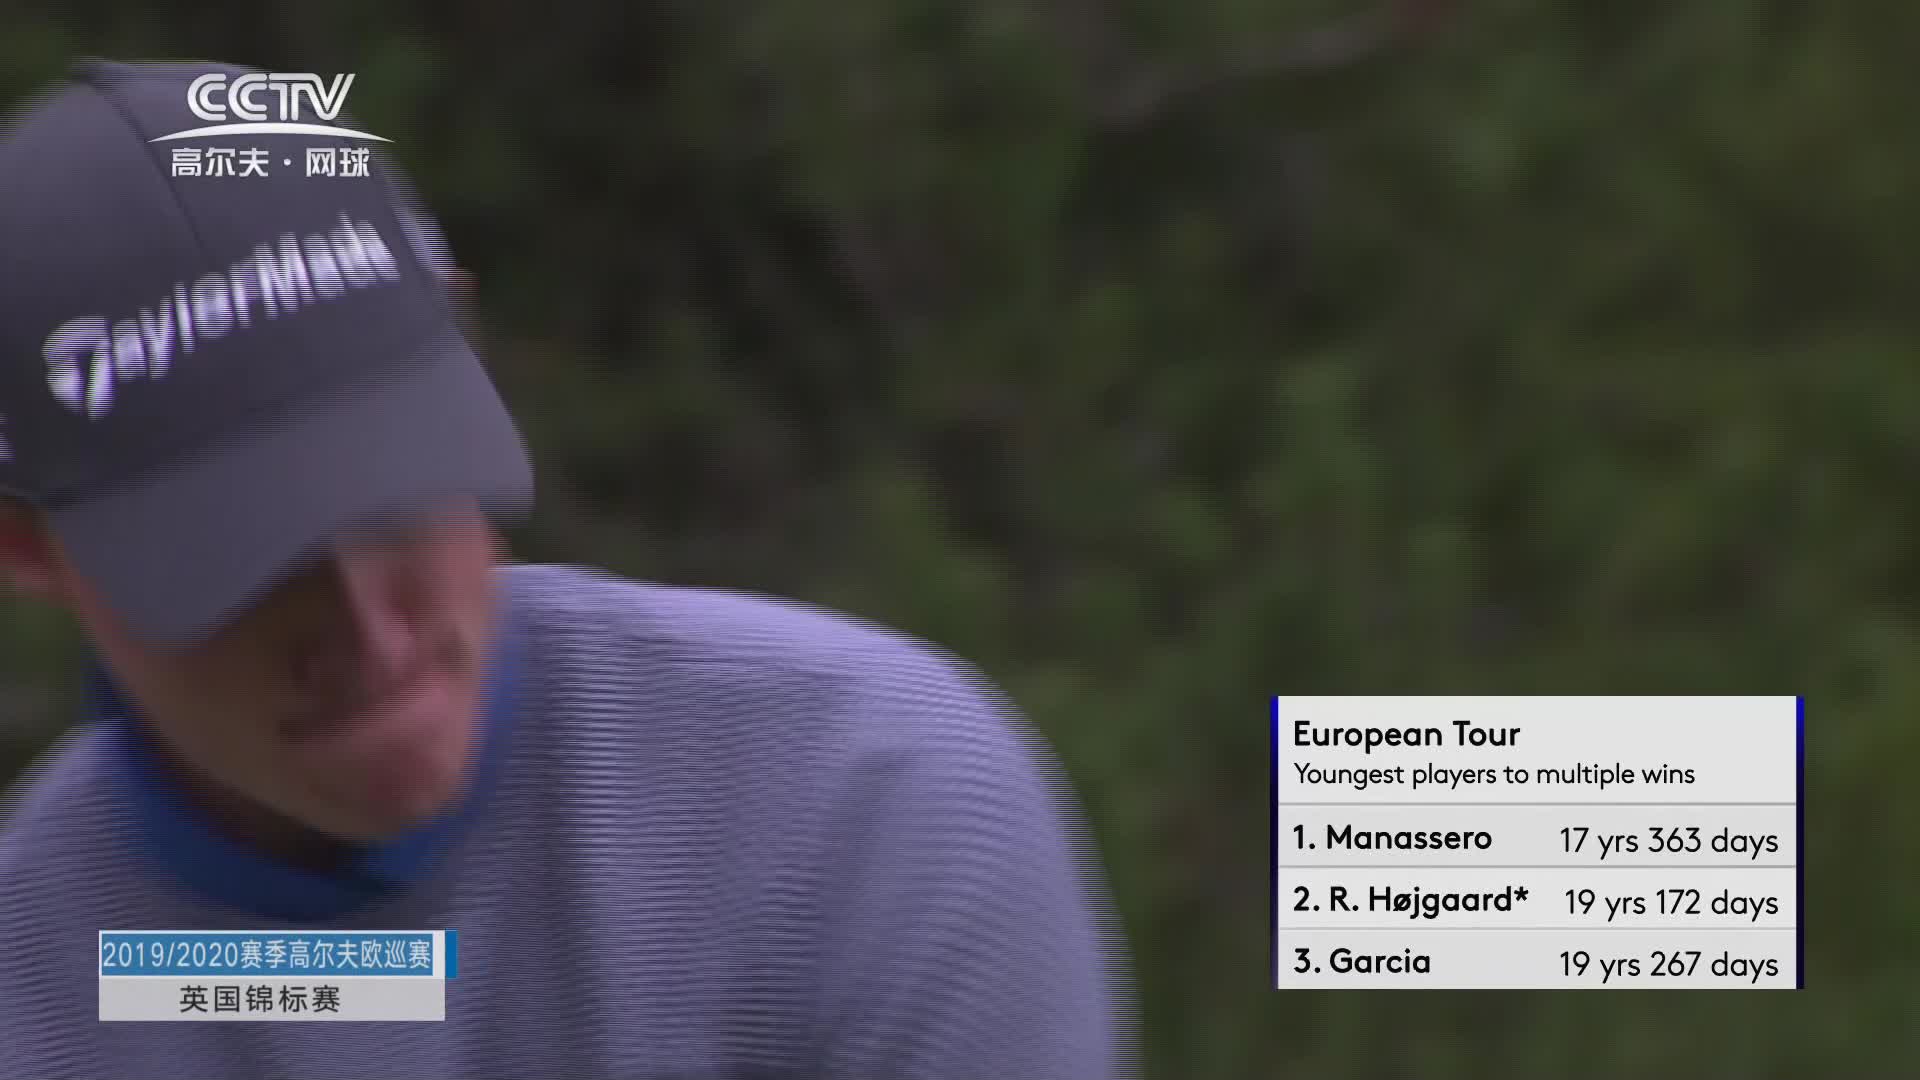 CCTV
高尔夫·网球
TaylorMade
European Tour
Youngest players to multiple wins
1. Manassero 17 yrs 363 days
2. R. Højgaard* 19 yrs 172 days
3. Garcia 19 yrs 267 days
2019/2020赛季高尔夫欧巡赛
英国锦标赛